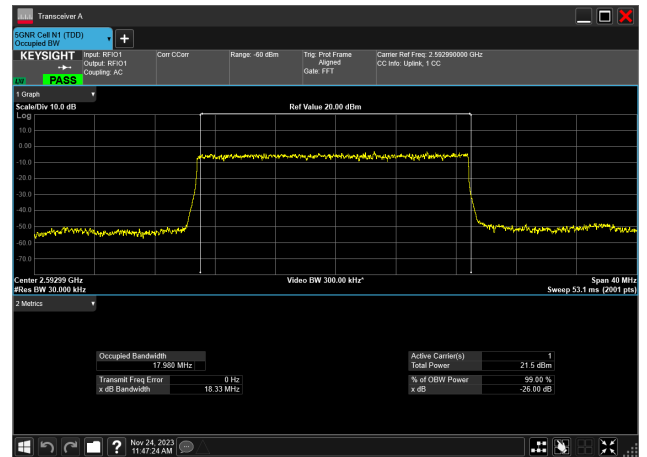 Transceiver A
5GNR Cell N1 (TDD)
Occupied BW
KEYSIGHT
LXI
PASS
Input: RFIO1
Output: RFIO1
Coupling: AC
Corr CCorr
Range: -60 dBm
Trig: Prot Frame
Aligned
Gate: FFT
Carrier Ref Freq: 2.592990000 GHz
CC Info: Uplink, 1 CC
1 Graph
Scale/Div 10.0 dB
Ref Value 20.00 dBm
Log
10.0
0.00
-10.0
-20.0
-30.0
-40.0
-50.0
-60.0
-70.0
Center 2.59299 GHz
Video BW 300.00 kHz*
Span 40 MHz
#Res BW 30.000 kHz
Sweep 53.1 ms (2001 pts)
2 Metrics
Occupied Bandwidth
17.980 MHz
Transmit Freq Error 0 Hz
x dB Bandwidth 18.33 MHz
Active Carrier(s) 1
Total Power 21.5 dBm
% of OBW Power 99.00 %
x dB -26.00 dB
?
Nov 24, 2023
11:47:24 AM